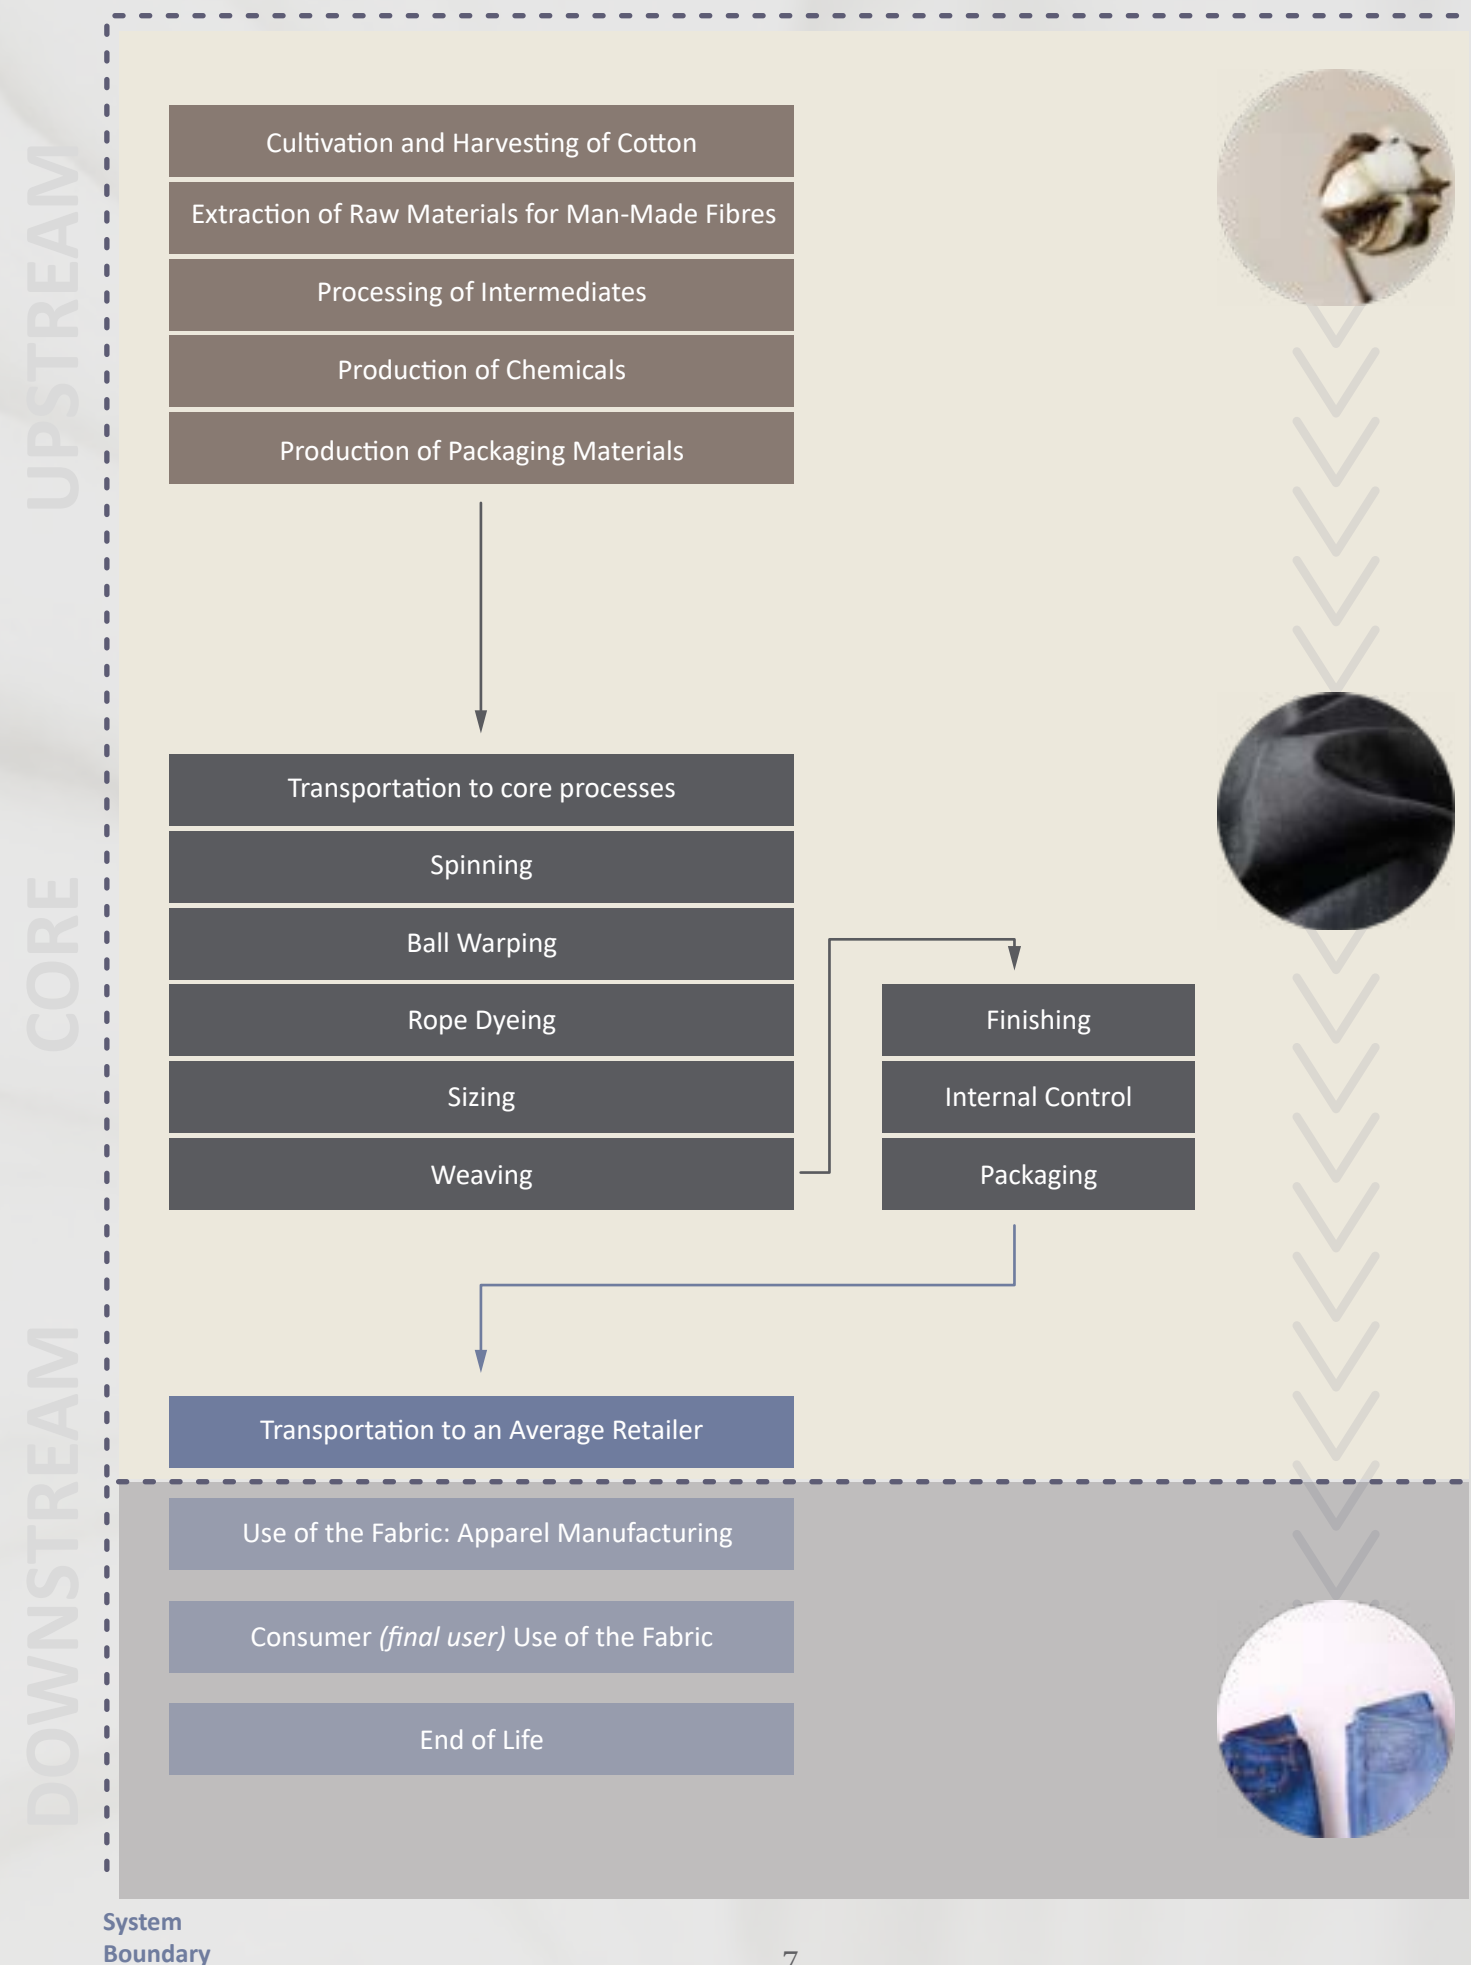 UPSTREAM
Cultivation and Harvesting of Cotton
Extraction of Raw Materials for Man-Made Fibres
Processing of Intermediates
Production of Chemicals
Production of Packaging Materials
CORE
Transportation to core processes
Spinning
Ball Warping
Rope Dyeing
Sizing
Weaving
Finishing
Internal Control
Packaging
DOWNSTREAM
Transportation to an Average Retailer
Use of the Fabric: Apparel Manufacturing
Consumer (final user) Use of the Fabric
End of Life
System
Boundary
7